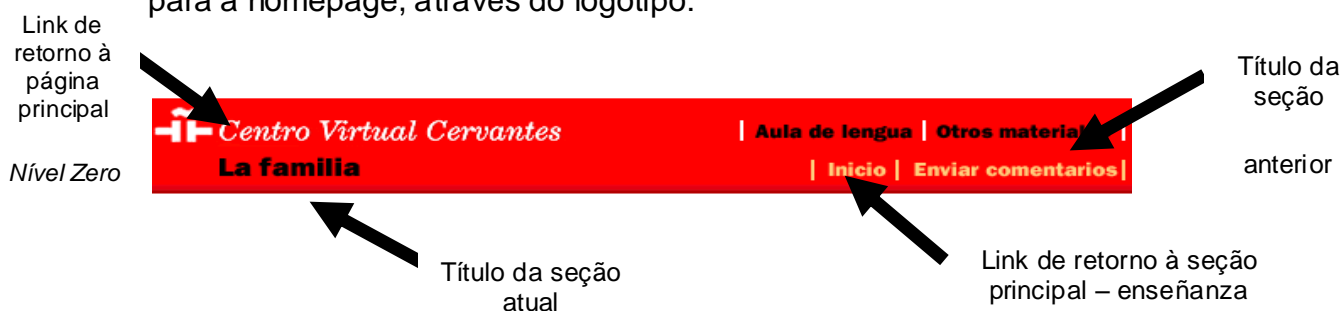 para a homepage, através do logotipo.
Link de
retorno à
página
principal
Nível Zero
Centro Virtual Cervantes
La familia
| Aula de lengua | Otros material |
| Inicio | Enviar comentarios |
Título da
seção
anterior
Título da seção
atual
Link de retorno à seção
principal – enseñanza